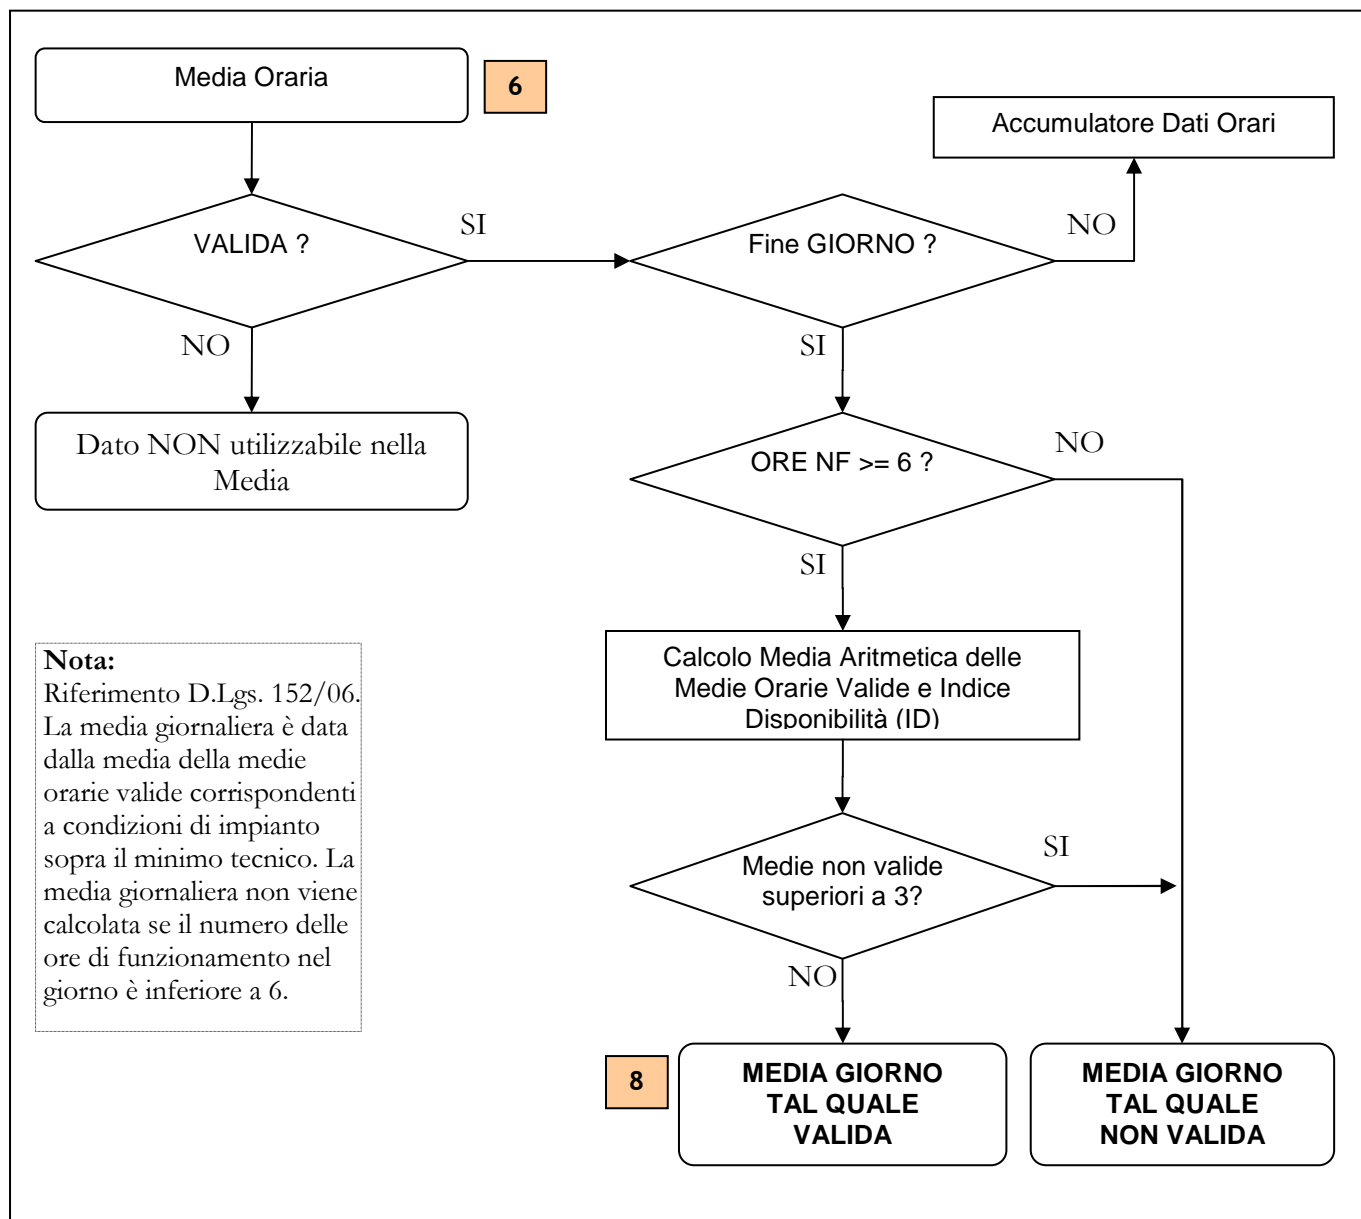 Media Oraria
6
Accumulatore Dati Orari
VALIDA ?
SI
Fine GIORNO ?
NO
NO
SI
Dato NON utilizzabile nella
Media
ORE NF >= 6 ?
NO
SI
Calcolo Media Aritmetica delle
Medie Orarie Valide e Indice
Disponibilità (ID)
Nota:
Riferimento D.Lgs. 152/06.
La media giornaliera è data
dalla media della medie
orarie valide corrispondenti
a condizioni di impianto
sopra il minimo tecnico. La
media giornaliera non viene
calcolata se il numero delle
ore di funzionamento nel
giorno è inferiore a 6.
Medie non valide
superiori a 3?
SI
NO
8
MEDIA GIORNO
TAL QUALE
VALIDA
MEDIA GIORNO
TAL QUALE
NON VALIDA